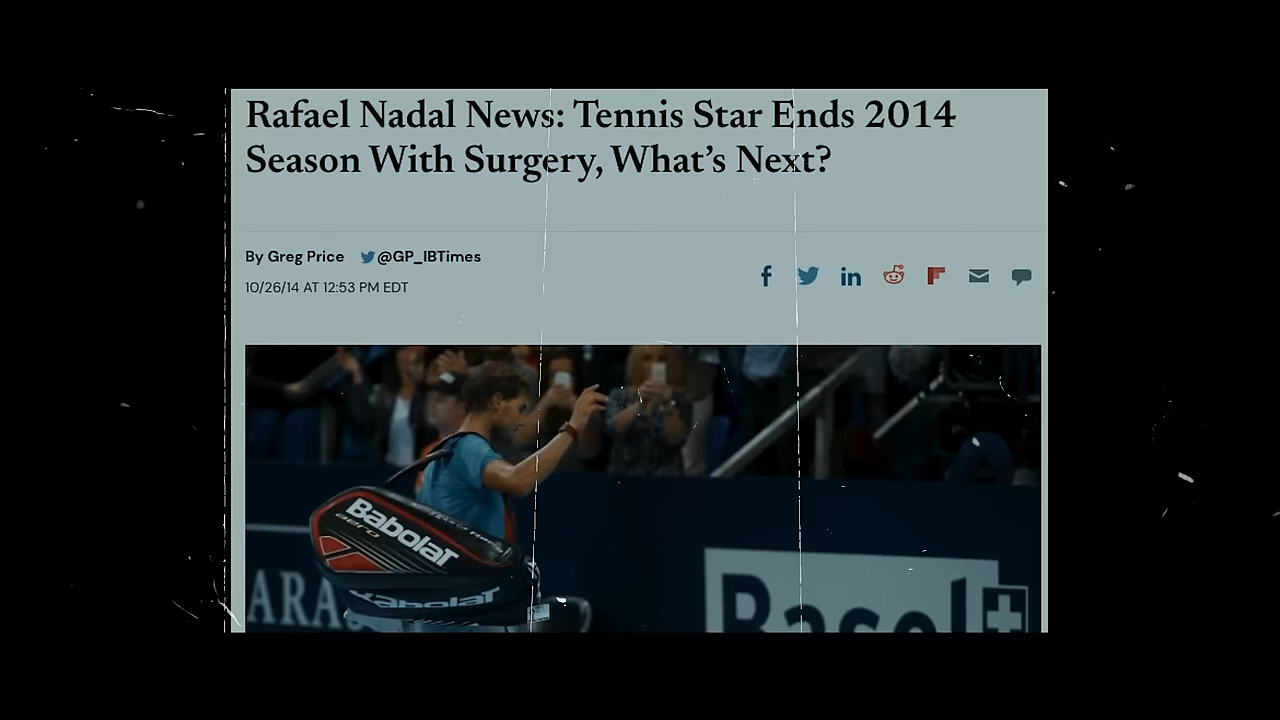 Rafael Nadal News: Tennis Star Ends 2014
Season With Surgery, What's Next?
By Greg Price @GP_IBTimes
10/26/14 AT 12:53 PM EDT
BabolaT
aero
BabolaT
ARA
Basel